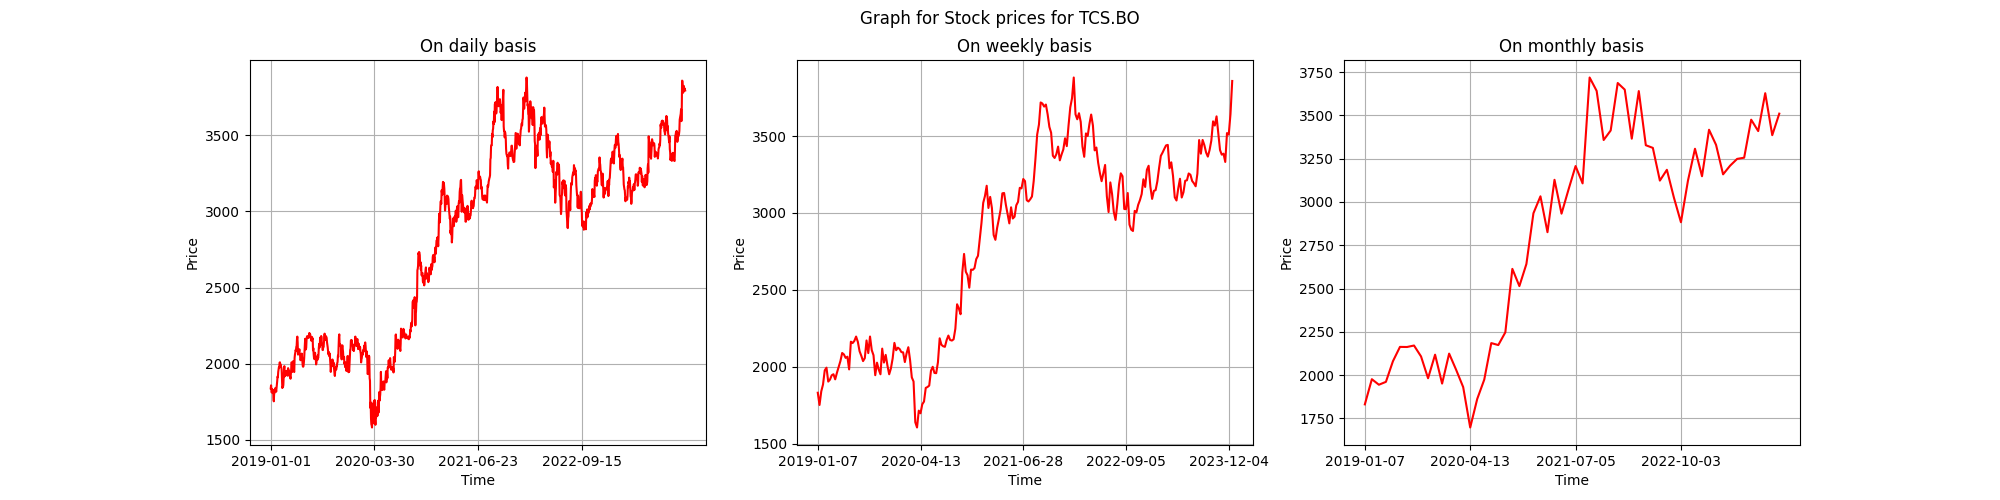 Graph for Stock prices for TCS.BO
On daily basis
Price
3500
3000
2500
2000
1500
2019-01-01 2020-03-30 2021-06-23 2022-09-15
Time
On weekly basis
Price
3500
3000
2500
2000
1500
2019-01-07 2020-04-13 2021-06-28 2022-09-05 2023-12-04
Time
On monthly basis
Price
3750
3500
3250
3000
2750
2500
2250
2000
1750
2019-01-07 2020-04-13 2021-07-05 2022-10-03
Time